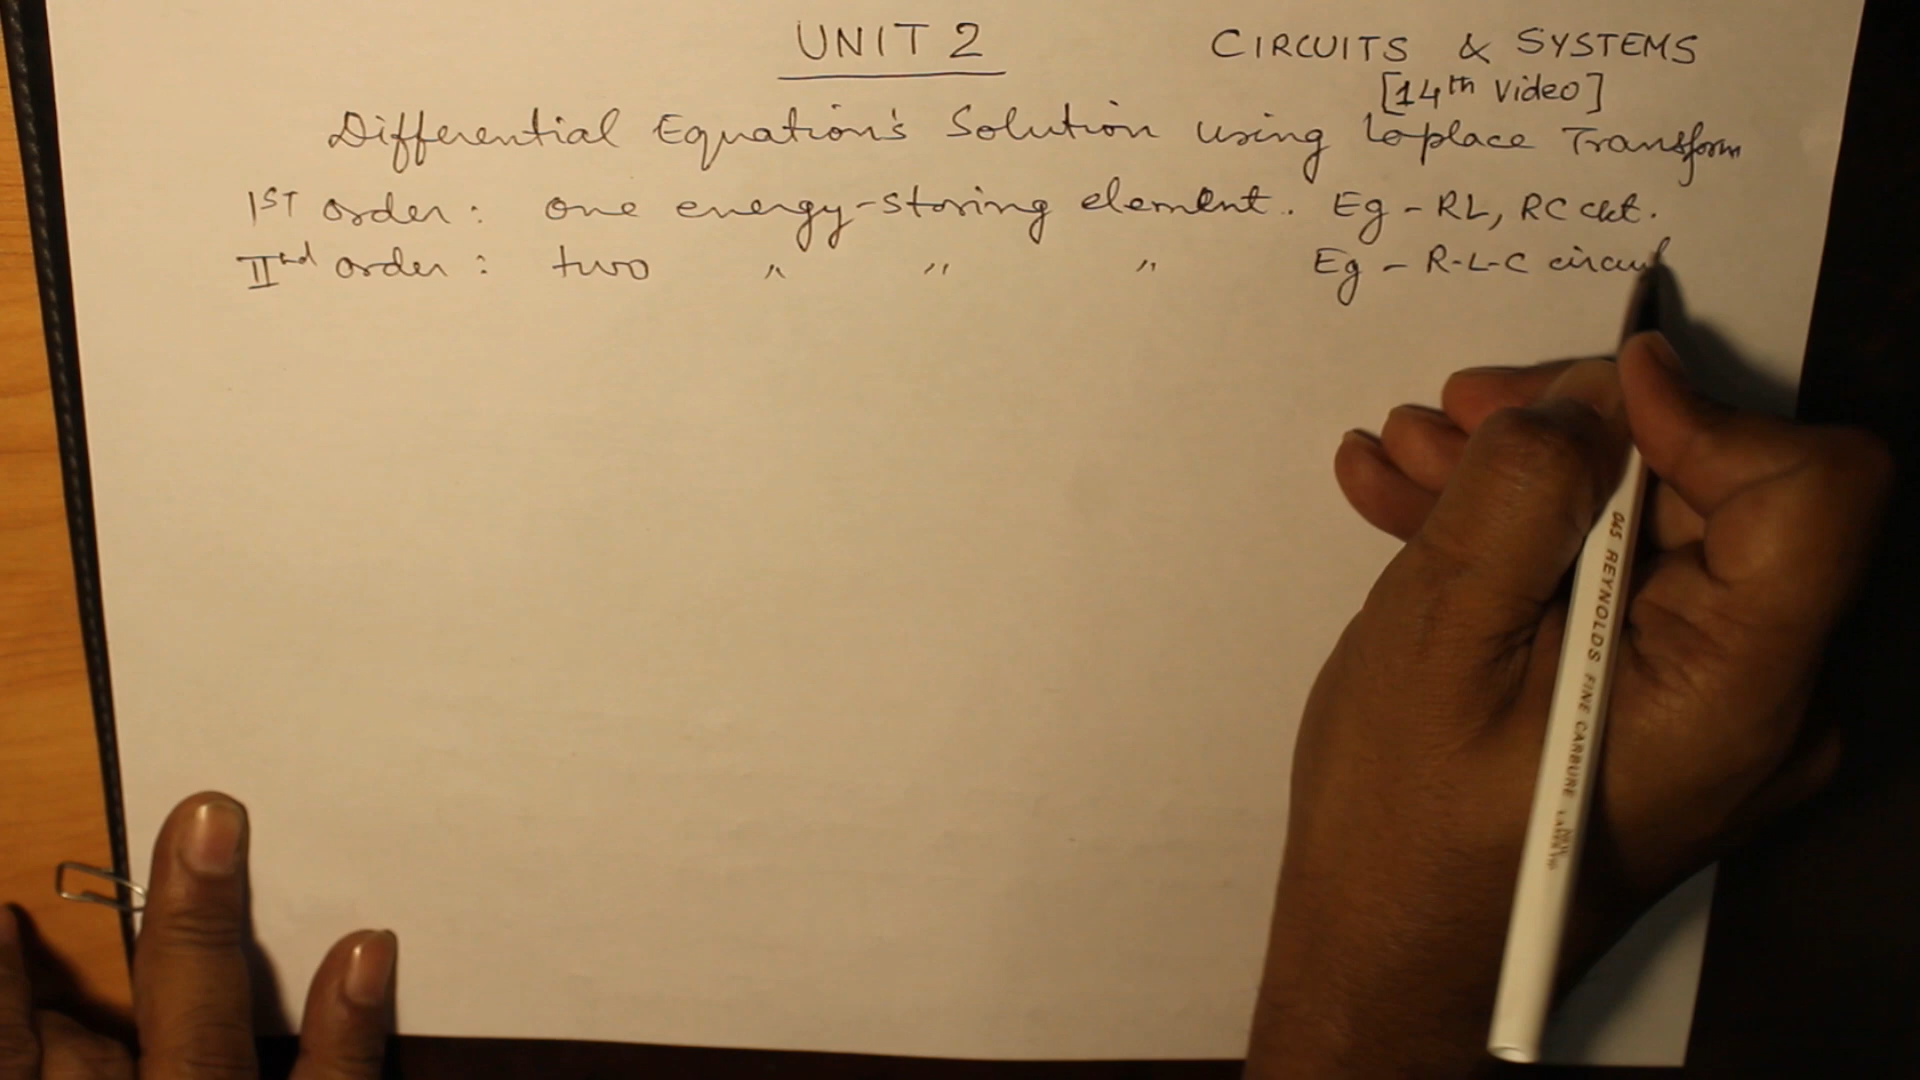 UNIT 2
CIRCUITS & SYSTEMS
[14th Video]
Differential Equation's Solution using Laplace Transform
1ST order : one energy-storing element. Eg - RL, RC ckt.
IInd order : two " " " Eg - R-L-C circuit
045 REYNOLDS FINE CARBURE